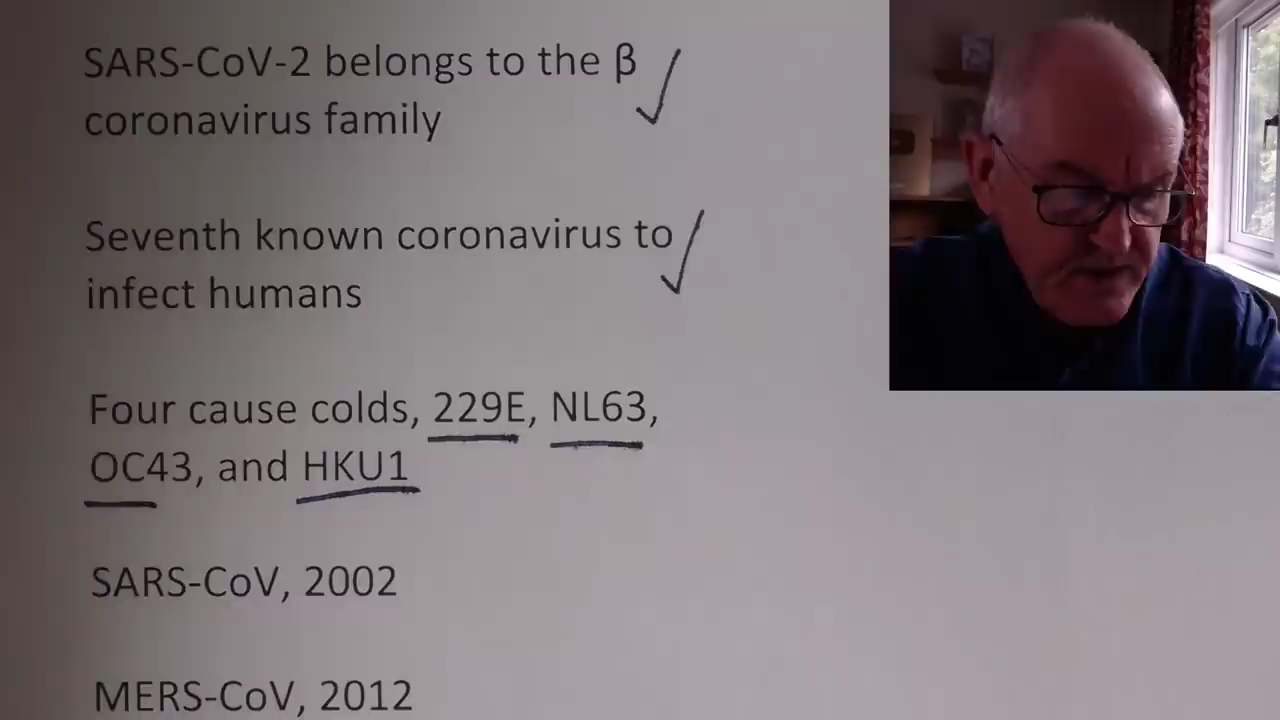 SARS-CoV-2 belongs to the β
coronavirus family
Seventh known coronavirus to
infect humans
Four cause colds, 229E, NL63,
OC43, and HKU1
SARS-CoV, 2002
MERS-CoV, 2012